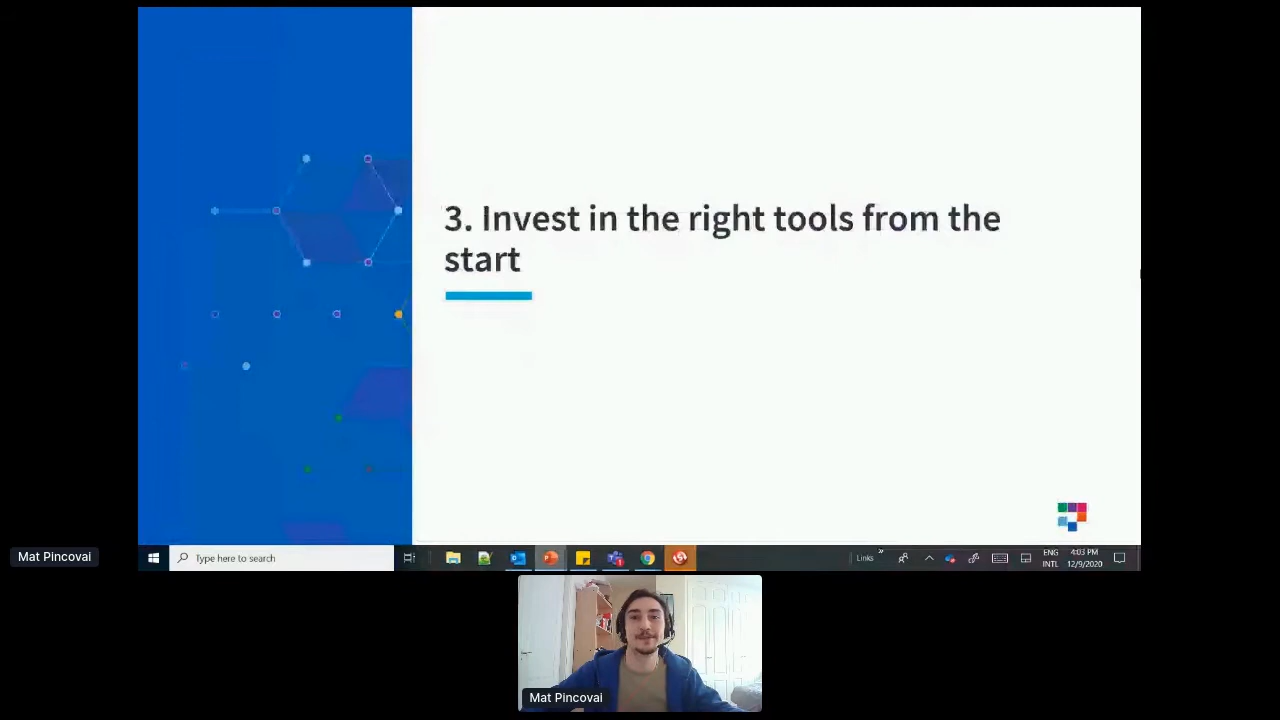 3. Invest in the right tools from the
start
Mat Pincovai
Type here to search
Links
ENG
INTL
4:03 PM
12/9/2020
Mat Pincovai